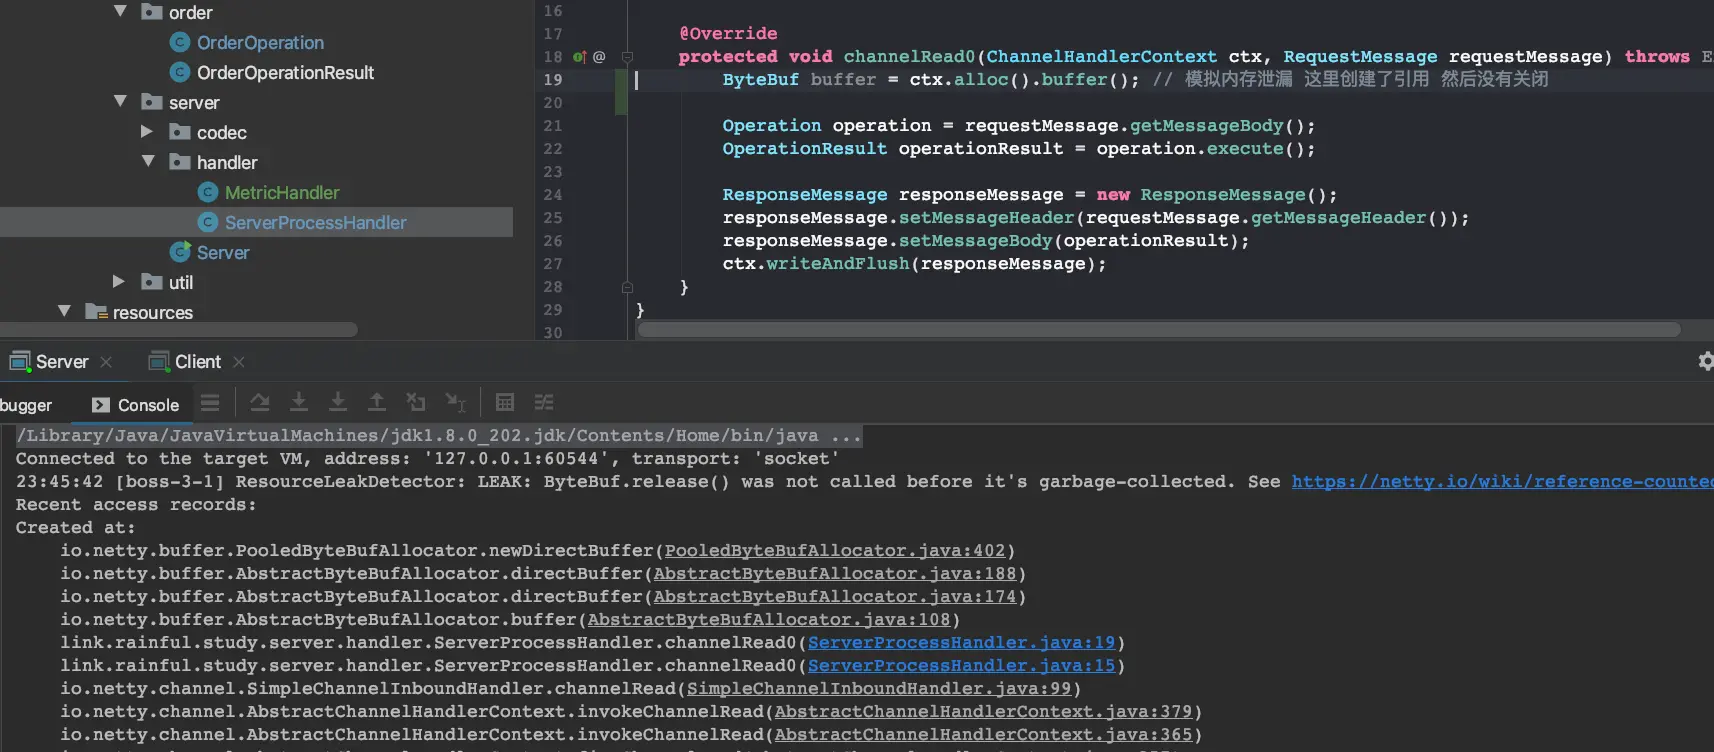 order
OrderOperation
OrderOperationResult
server
codec
handler
MetricHandler
ServerProcessHandler
Server
util
resources
16
17 @Override
18 @ protected void channelRead0(ChannelHandlerContext ctx, RequestMessage requestMessage) throws E
19 ByteBuf buffer = ctx.alloc().buffer(); // 模拟内存泄漏 这里创建了引用 然后没有关闭
20
21 Operation operation = requestMessage.getMessageBody();
22 OperationResult operationResult = operation.execute();
23
24 ResponseMessage responseMessage = new ResponseMessage();
25 responseMessage.setMessageHeader(requestMessage.getMessageHeader());
26 responseMessage.setMessageBody(operationResult);
27 ctx.writeAndFlush(responseMessage);
28 }
29 }
30
Server Client
bugger Console
/Library/Java/JavaVirtualMachines/jdk1.8.0_202.jdk/Contents/Home/bin/java ...
Connected to the target VM, address: '127.0.0.1:60544', transport: 'socket'
23:45:42 [boss-3-1] ResourceLeakDetector: LEAK: ByteBuf.release() was not called before it's garbage-collected. See https://netty.io/wiki/reference-counted
Recent access records:
Created at:
io.netty.buffer.PooledByteBufAllocator.newDirectBuffer(PooledByteBufAllocator.java:402)
io.netty.buffer.AbstractByteBufAllocator.directBuffer(AbstractByteBufAllocator.java:188)
io.netty.buffer.AbstractByteBufAllocator.directBuffer(AbstractByteBufAllocator.java:174)
io.netty.buffer.AbstractByteBufAllocator.buffer(AbstractByteBufAllocator.java:108)
link.rainful.study.server.handler.ServerProcessHandler.channelRead0(ServerProcessHandler.java:19)
link.rainful.study.server.handler.ServerProcessHandler.channelRead0(ServerProcessHandler.java:15)
io.netty.channel.SimpleChannelInboundHandler.channelRead(SimpleChannelInboundHandler.java:99)
io.netty.channel.AbstractChannelHandlerContext.invokeChannelRead(AbstractChannelHandlerContext.java:379)
io.netty.channel.AbstractChannelHandlerContext.invokeChannelRead(AbstractChannelHandlerContext.java:365)